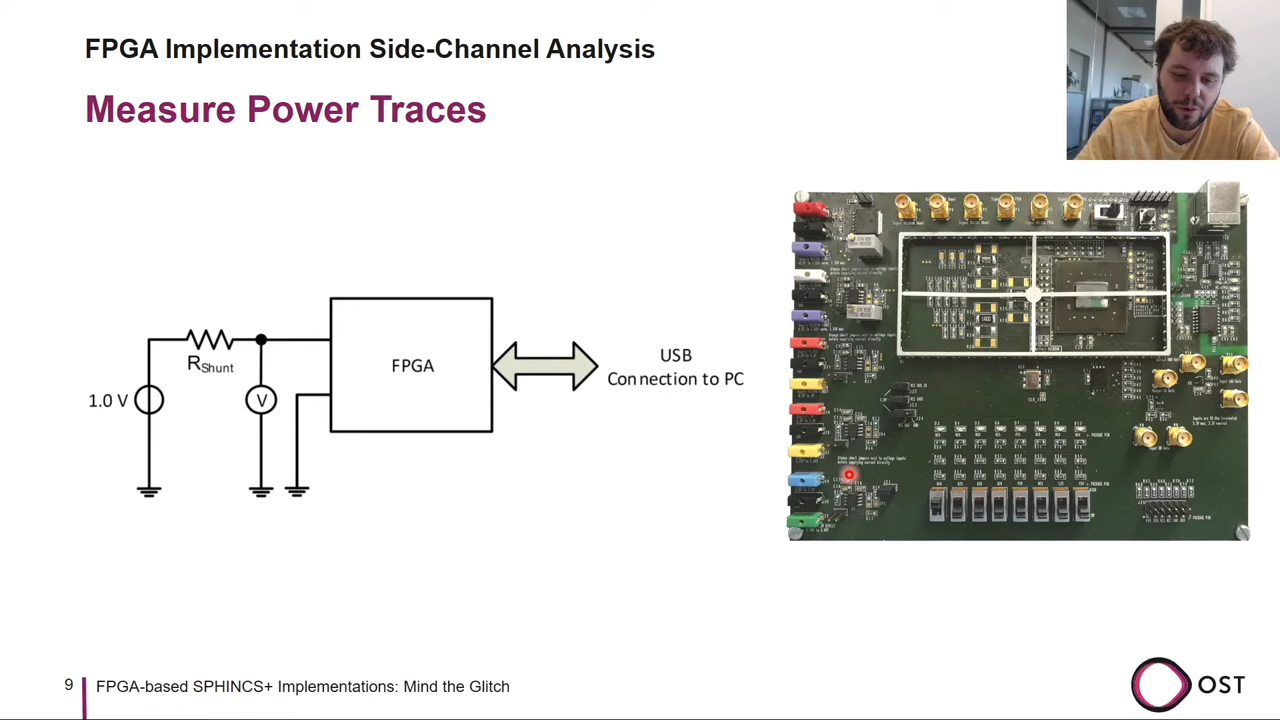 FPGA Implementation Side-Channel Analysis
Measure Power Traces
RShunt
1.0 V
V
FPGA
USB
Connection to PC
9
FPGA-based SPHINCS+ Implementations: Mind the Glitch
OST